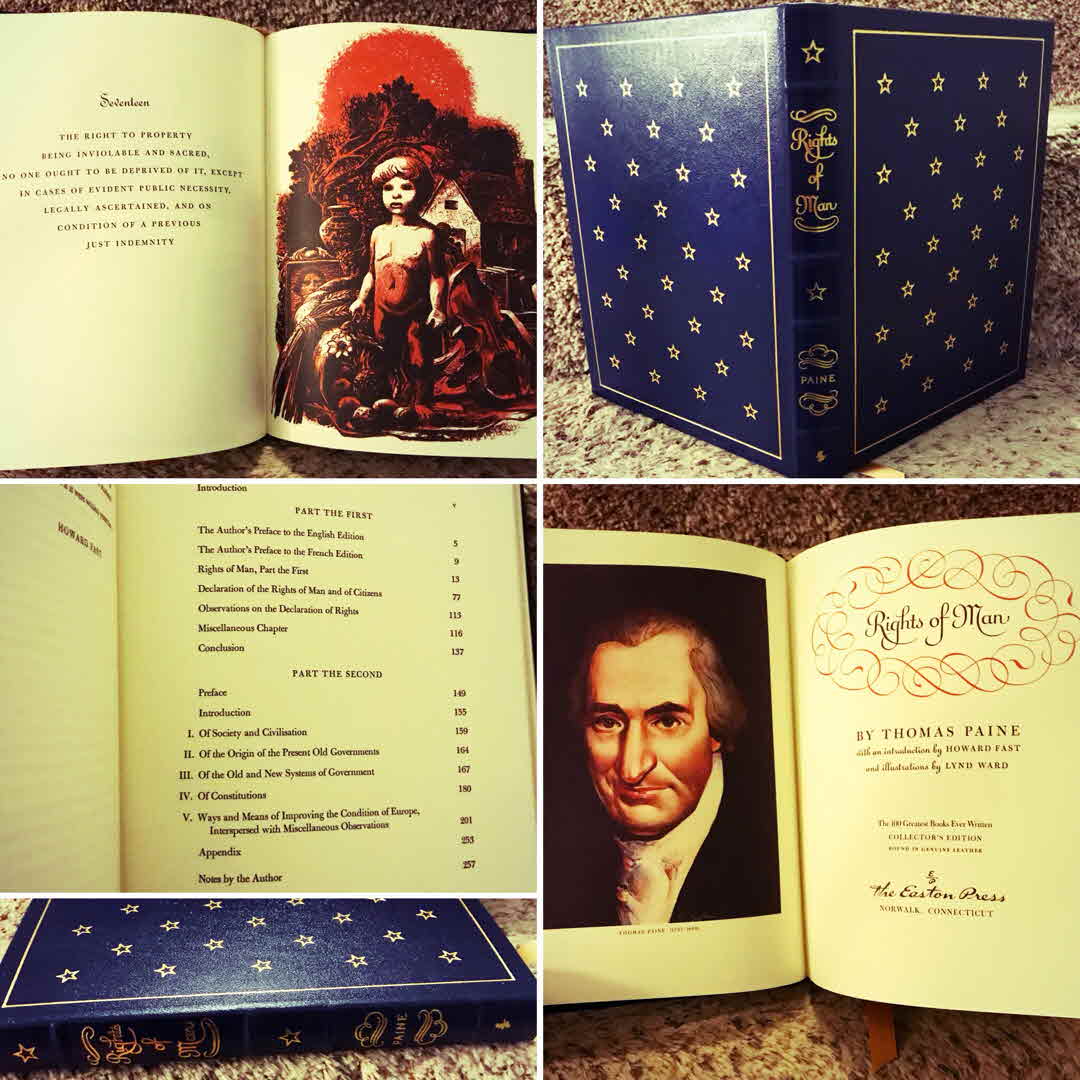 Seventeen
THE RIGHT TO PROPERTY
BEING INVIOLABLE AND SACRED,
NO ONE OUGHT TO BE DEPRIVED OF IT, EXCEPT
IN CASES OF EVIDENT PUBLIC NECESSITY,
LEGALLY ASCERTAINED, AND ON
CONDITION OF A PREVIOUS
JUST INDEMNITY
Rights
of
Man
PAINE
HOWARD FAST
Introduction v
PART THE FIRST
The Author's Preface to the English Edition 5
The Author's Preface to the French Edition 9
Rights of Man, Part the First 13
Declaration of the Rights of Man and of Citizens 77
Observations on the Declaration of Rights 113
Miscellaneous Chapter 116
Conclusion 137
PART THE SECOND
Preface 149
Introduction 155
I. Of Society and Civilisation 159
II. Of the Origin of the Present Old Governments 164
III. Of the Old and New Systems of Government 167
IV. Of Constitutions 180
V. Ways and Means of Improving the Condition of Europe,
Interspersed with Miscellaneous Observations 201
Appendix 253
Notes by the Author 257
THOMAS PAINE
Rights of Man
BY THOMAS PAINE
with an introduction by HOWARD FAST
and illustrations by LYND WARD
The 100 Greatest Books Ever Written
COLLECTOR'S EDITION
BOUND IN GENUINE LEATHER
The Easton Press
NORWALK, CONNECTICUT
Rights
of
Man
PAINE